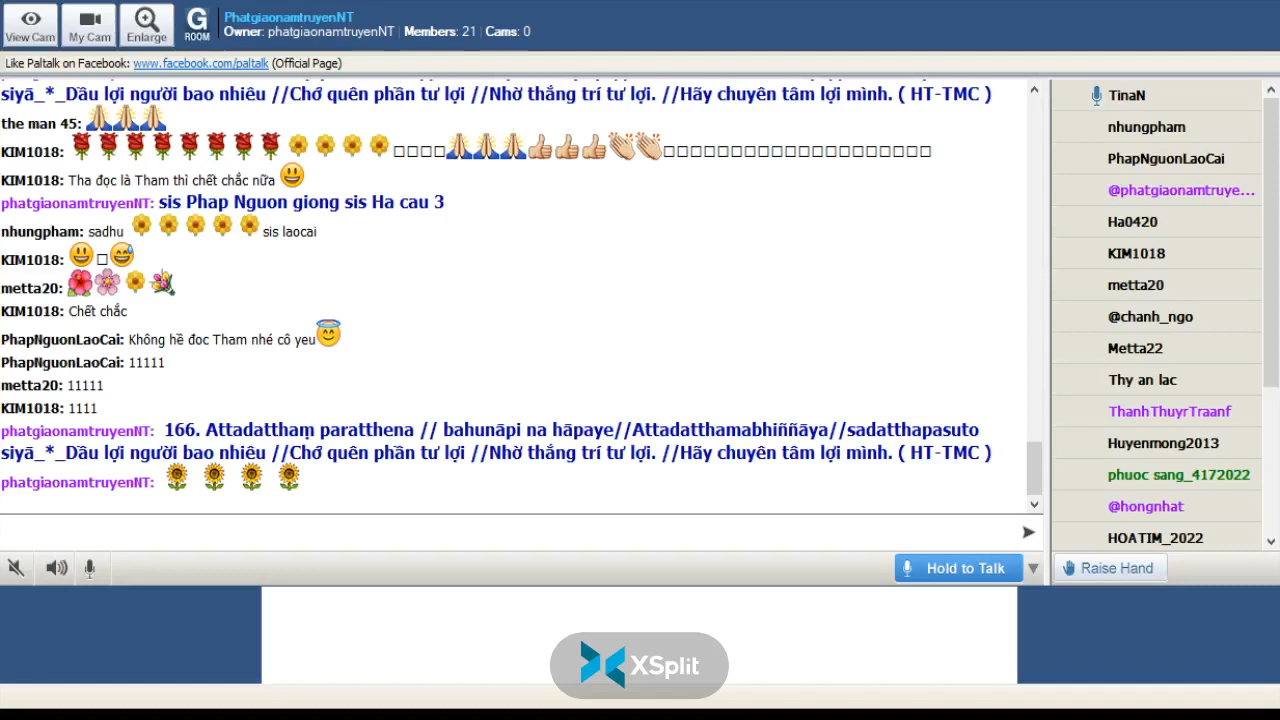 View Cam
My Cam
Enlarge
G
ROOM
PhatgiaonamtruyenNT
Owner: phatgiaonamtruyenNT , Members: 21 , Cams: 0
Like Paltalk on Facebook: www.facebook.com/paltalk (Official Page)
siyā_*_Dầu lợi người bao nhiêu //Chớ quên phần tư lợi //Nhờ thắng trí tư lợi. //Hãy chuyên tâm lợi mình. ( HT-TMC )
the man 45:
KIM1018:
KIM1018: Tha đọc là Tham thì chết chắc nữa
phatgiaonamtruyenNT: sis Phap Nguon giong sis Ha cau 3
nhungpham: sadhu sis laocai
KIM1018:
metta20:
KIM1018: Chết chắc
PhapNguonLaoCai: Không hề đoc Tham nhé cô yeu
PhapNguonLaoCai: 11111
metta20: 11111
KIM1018: 1111
phatgiaonamtruyenNT: 166. Attadatthaṃ paratthena // bahunāpi na hāpaye//Attadatthamabhiññāya//sadatthapasuto
siyā_*_Dầu lợi người bao nhiêu //Chớ quên phần tư lợi //Nhờ thắng trí tư lợi. //Hãy chuyên tâm lợi mình. ( HT-TMC )
phatgiaonamtruyenNT:
TinaN
nhungpham
PhapNguonLaoCai
@phatgiaonamtruye...
Ha0420
KIM1018
metta20
@chanh_ngo
Metta22
Thy an lac
ThanhThuyrTraanf
Huyenmong2013
phuoc sang_4172022
@hongnhat
HOATIM_2022
Hold to Talk
Raise Hand
XSplit